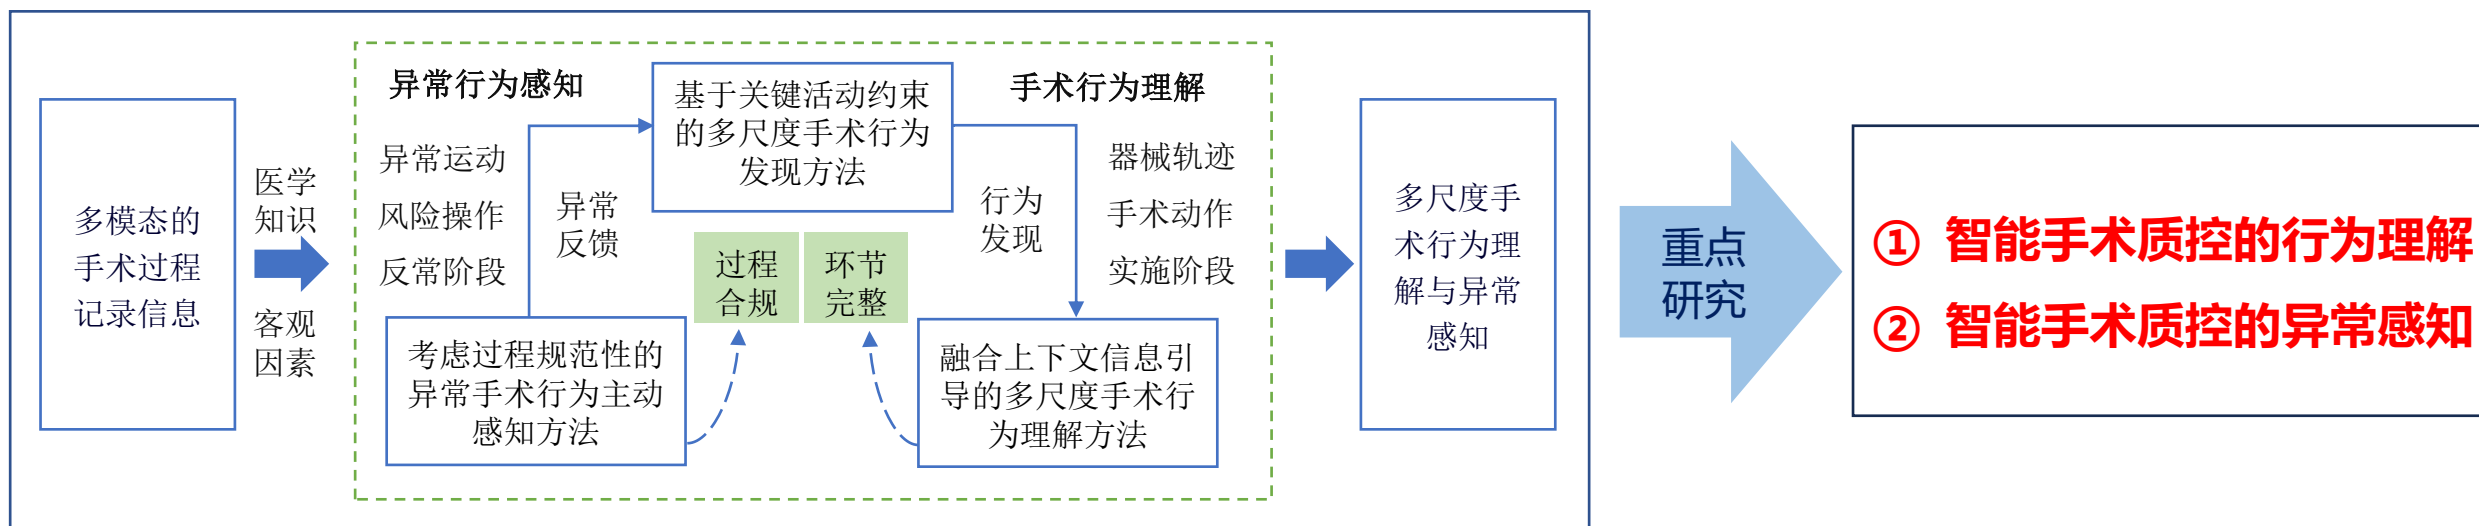 多模态的
手术过程
记录信息
医学
知识
客观
因素
异常行为感知
异常运动
风险操作
反常阶段
异常
反馈
基于关键活动约束
的多尺度手术行为
发现方法
过程
合规
环节
完整
考虑过程规范性的
异常手术行为主动
感知方法
手术行为理解
行为
发现
器械轨迹
手术动作
实施阶段
融合上下文信息引
导的多尺度手术行
为理解方法
多尺度手
术行为理
解与异常
感知
重点
研究
① 智能手术质控的行为理解
② 智能手术质控的异常感知